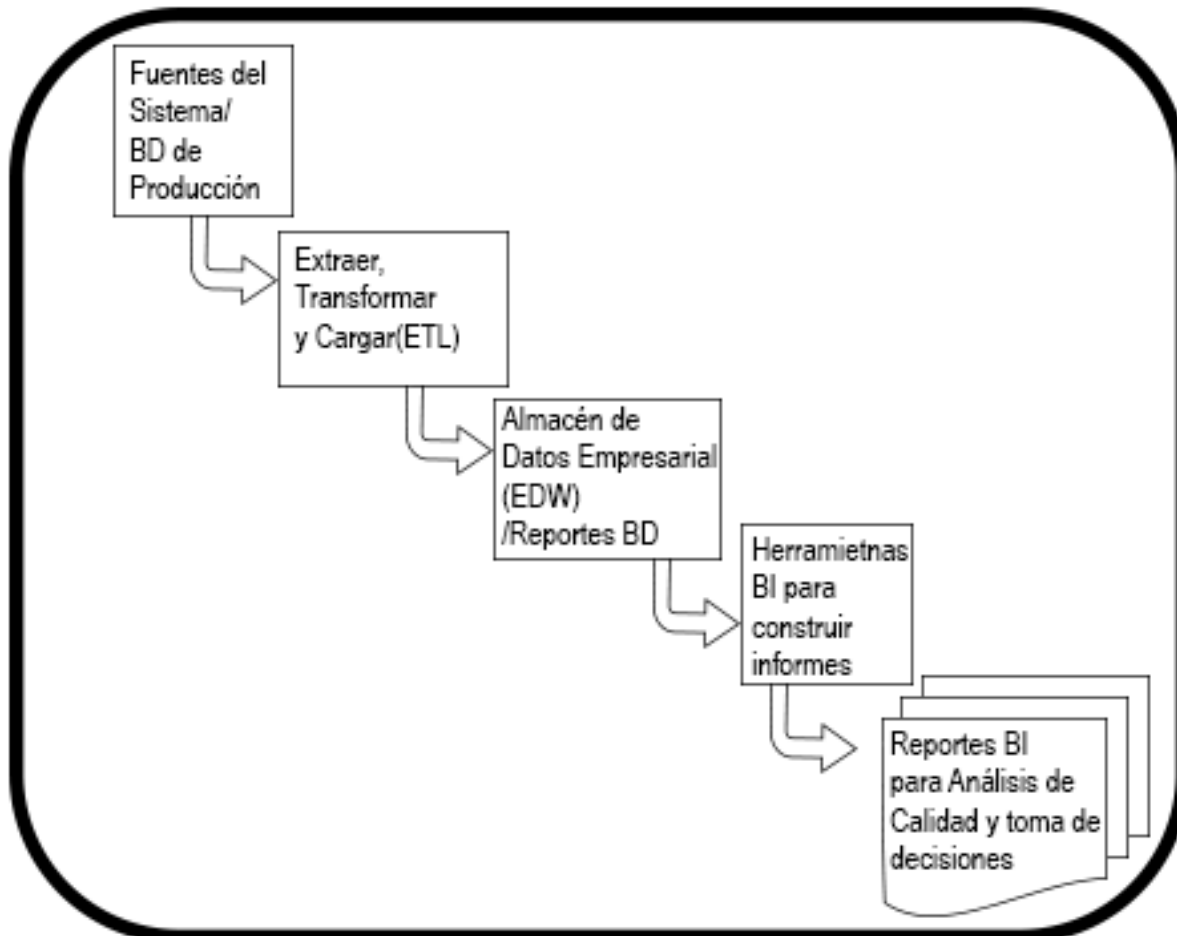 Fuentes del
Sistema/
BD de
Producción
Extraer,
Transformar
y Cargar(ETL)
Almacén de
Datos Empresarial
(EDW)
/Reportes BD
Herramietnas
BI para
construir
informes
Reportes BI
para Análisis de
Calidad y toma de
decisiones